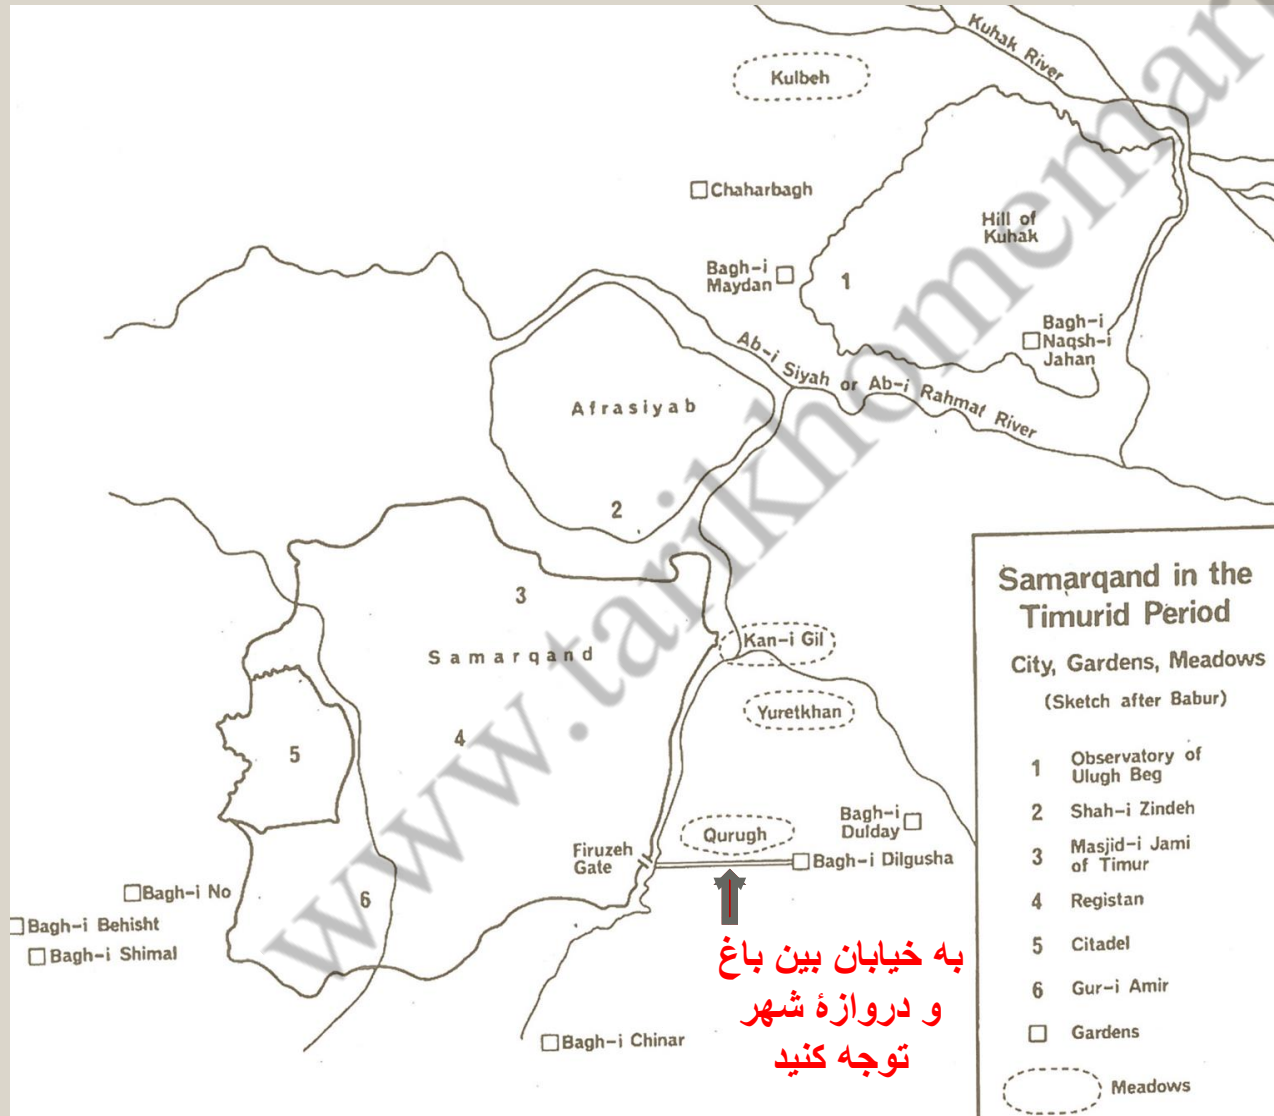 Kuhak River
Kulbeh
Chaharbagh
Hill of
Kuhak
Bagh-i
Maydan
1
Bagh-i
Naqsh-i
Jahan
Ab-i Siyah or Ab-i Rahmat River
Afrasiyab
2
3
Samarqand
Kan-i Gil
Yuretkhan
4
5
Bagh-i
Dulday
Qurugh
Firuzeh
Gate
Bagh-i Dilgusha
Bagh-i No
6
Bagh-i Behisht
Bagh-i Shimal
Bagh-i Chinar
به خیابان بین باغ
و دروازۀ شهر
توجه کنید
Samarqand in the
Timurid Period
City, Gardens, Meadows
(Sketch after Babur)
1 Observatory of
Ulugh Beg
2 Shah-i Zindeh
3 Masjid-i Jami
of Timur
4 Registan
5 Citadel
6 Gur-i Amir
Gardens
Meadows
www.tarikhomemar